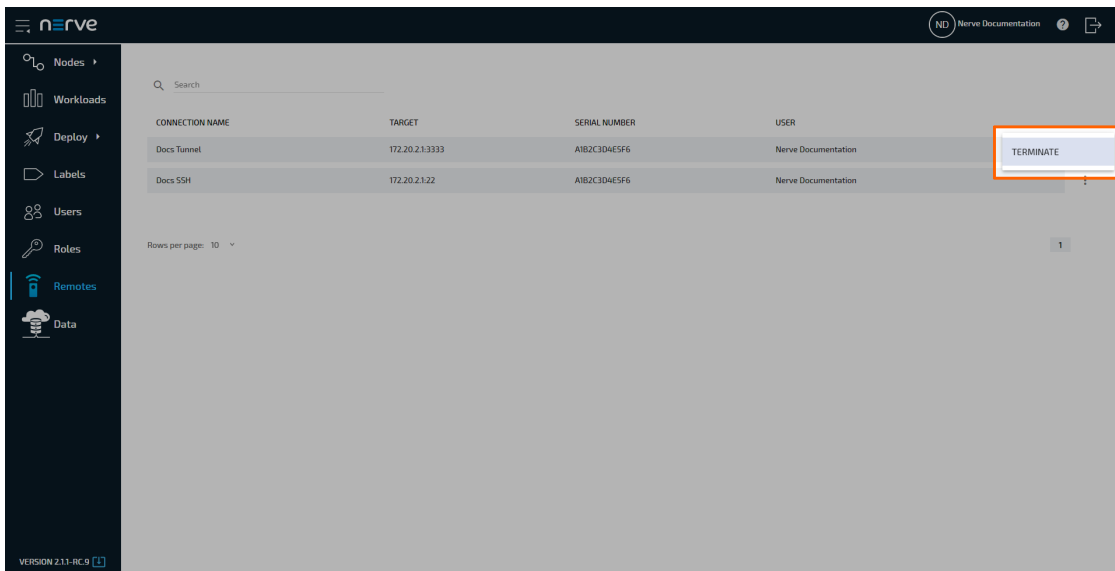 nerve
ND Nerve Documentation ?
Nodes
Workloads
Deploy
Labels
Users
Roles
Remotes
Data
VERSION 2.1.1-RC.9
Search
CONNECTION NAME TARGET SERIAL NUMBER USER
Docs Tunnel 172.20.2.1:3333 A1B2C3D4E5F6 Nerve Documentation
TERMINATE
Docs SSH 172.20.2.1:22 A1B2C3D4E5F6 Nerve Documentation
Rows per page: 10 1